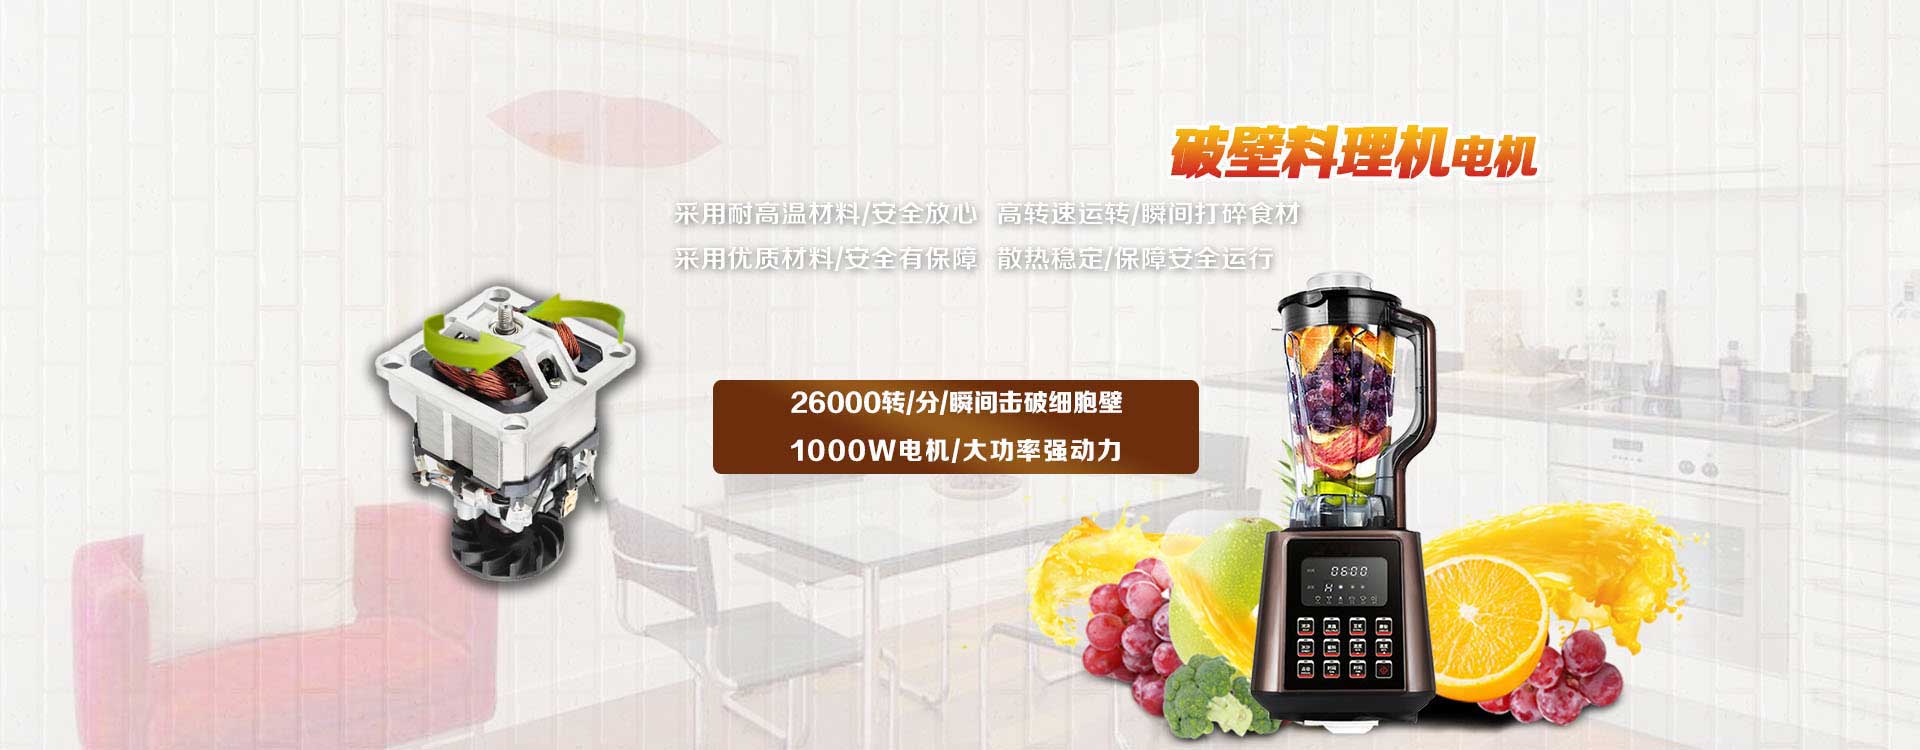 破壁料理机电机
采用耐高温材料/安全放心 高转速运转/瞬间打碎食材
采用优质材料/安全有保障 散热稳定/保障安全运行
26000转/分/瞬间击破细胞壁
1000W电机/大功率强动力
0600
H